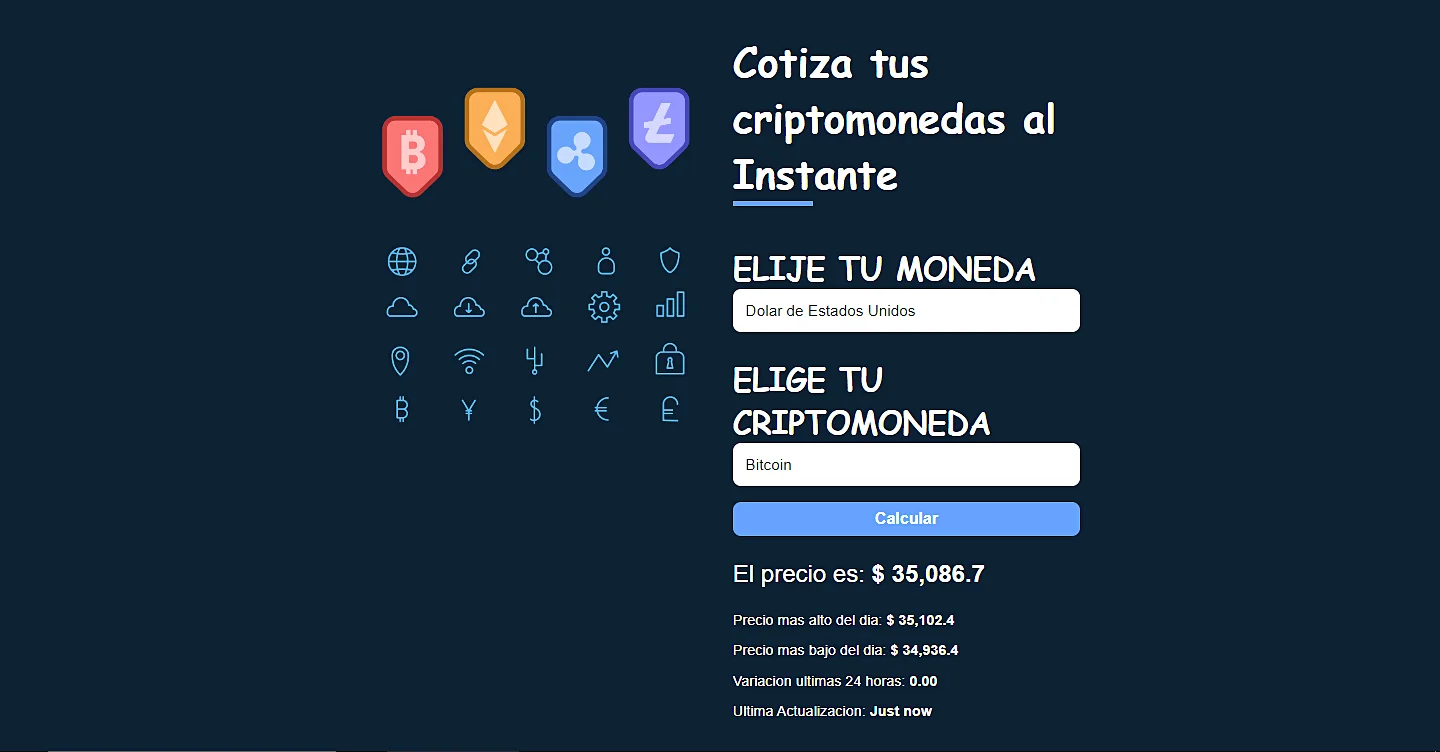 Cotiza tus
criptomonedas al
Instante
ELIJE TU MONEDA
Dolar de Estados Unidos
ELIGE TU
CRIPTOMONEDA
Bitcoin
Calcular
El precio es: $ 35,086.7
Precio mas alto del dia: $ 35,102.4
Precio mas bajo del dia: $ 34,936.4
Variacion ultimas 24 horas: 0.00
Ultima Actualizacion: Just now